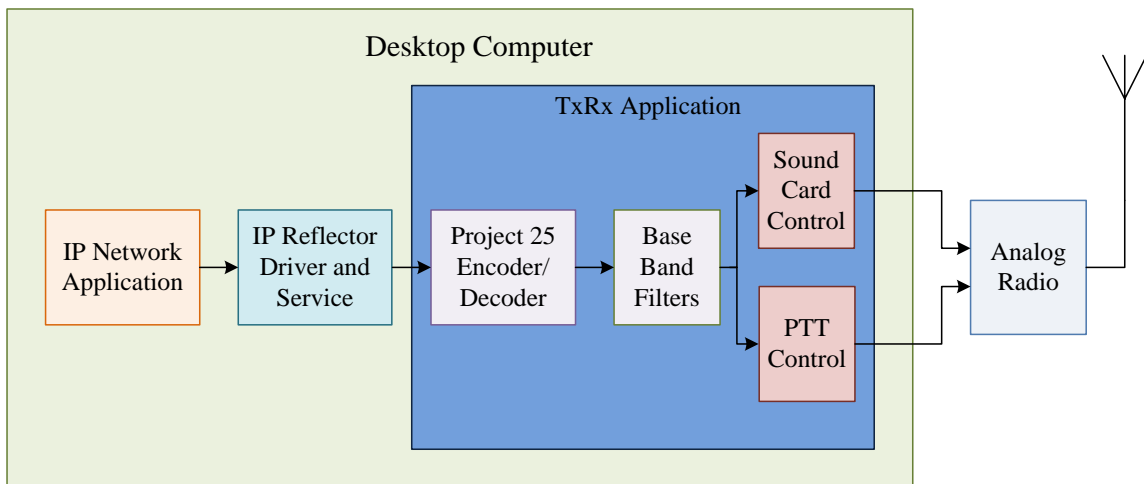 Desktop Computer
TxRx Application
IP Network
Application
IP Reflector
Driver and
Service
Project 25
Encoder/
Decoder
Base
Band
Filters
Sound
Card
Control
PTT
Control
Analog
Radio